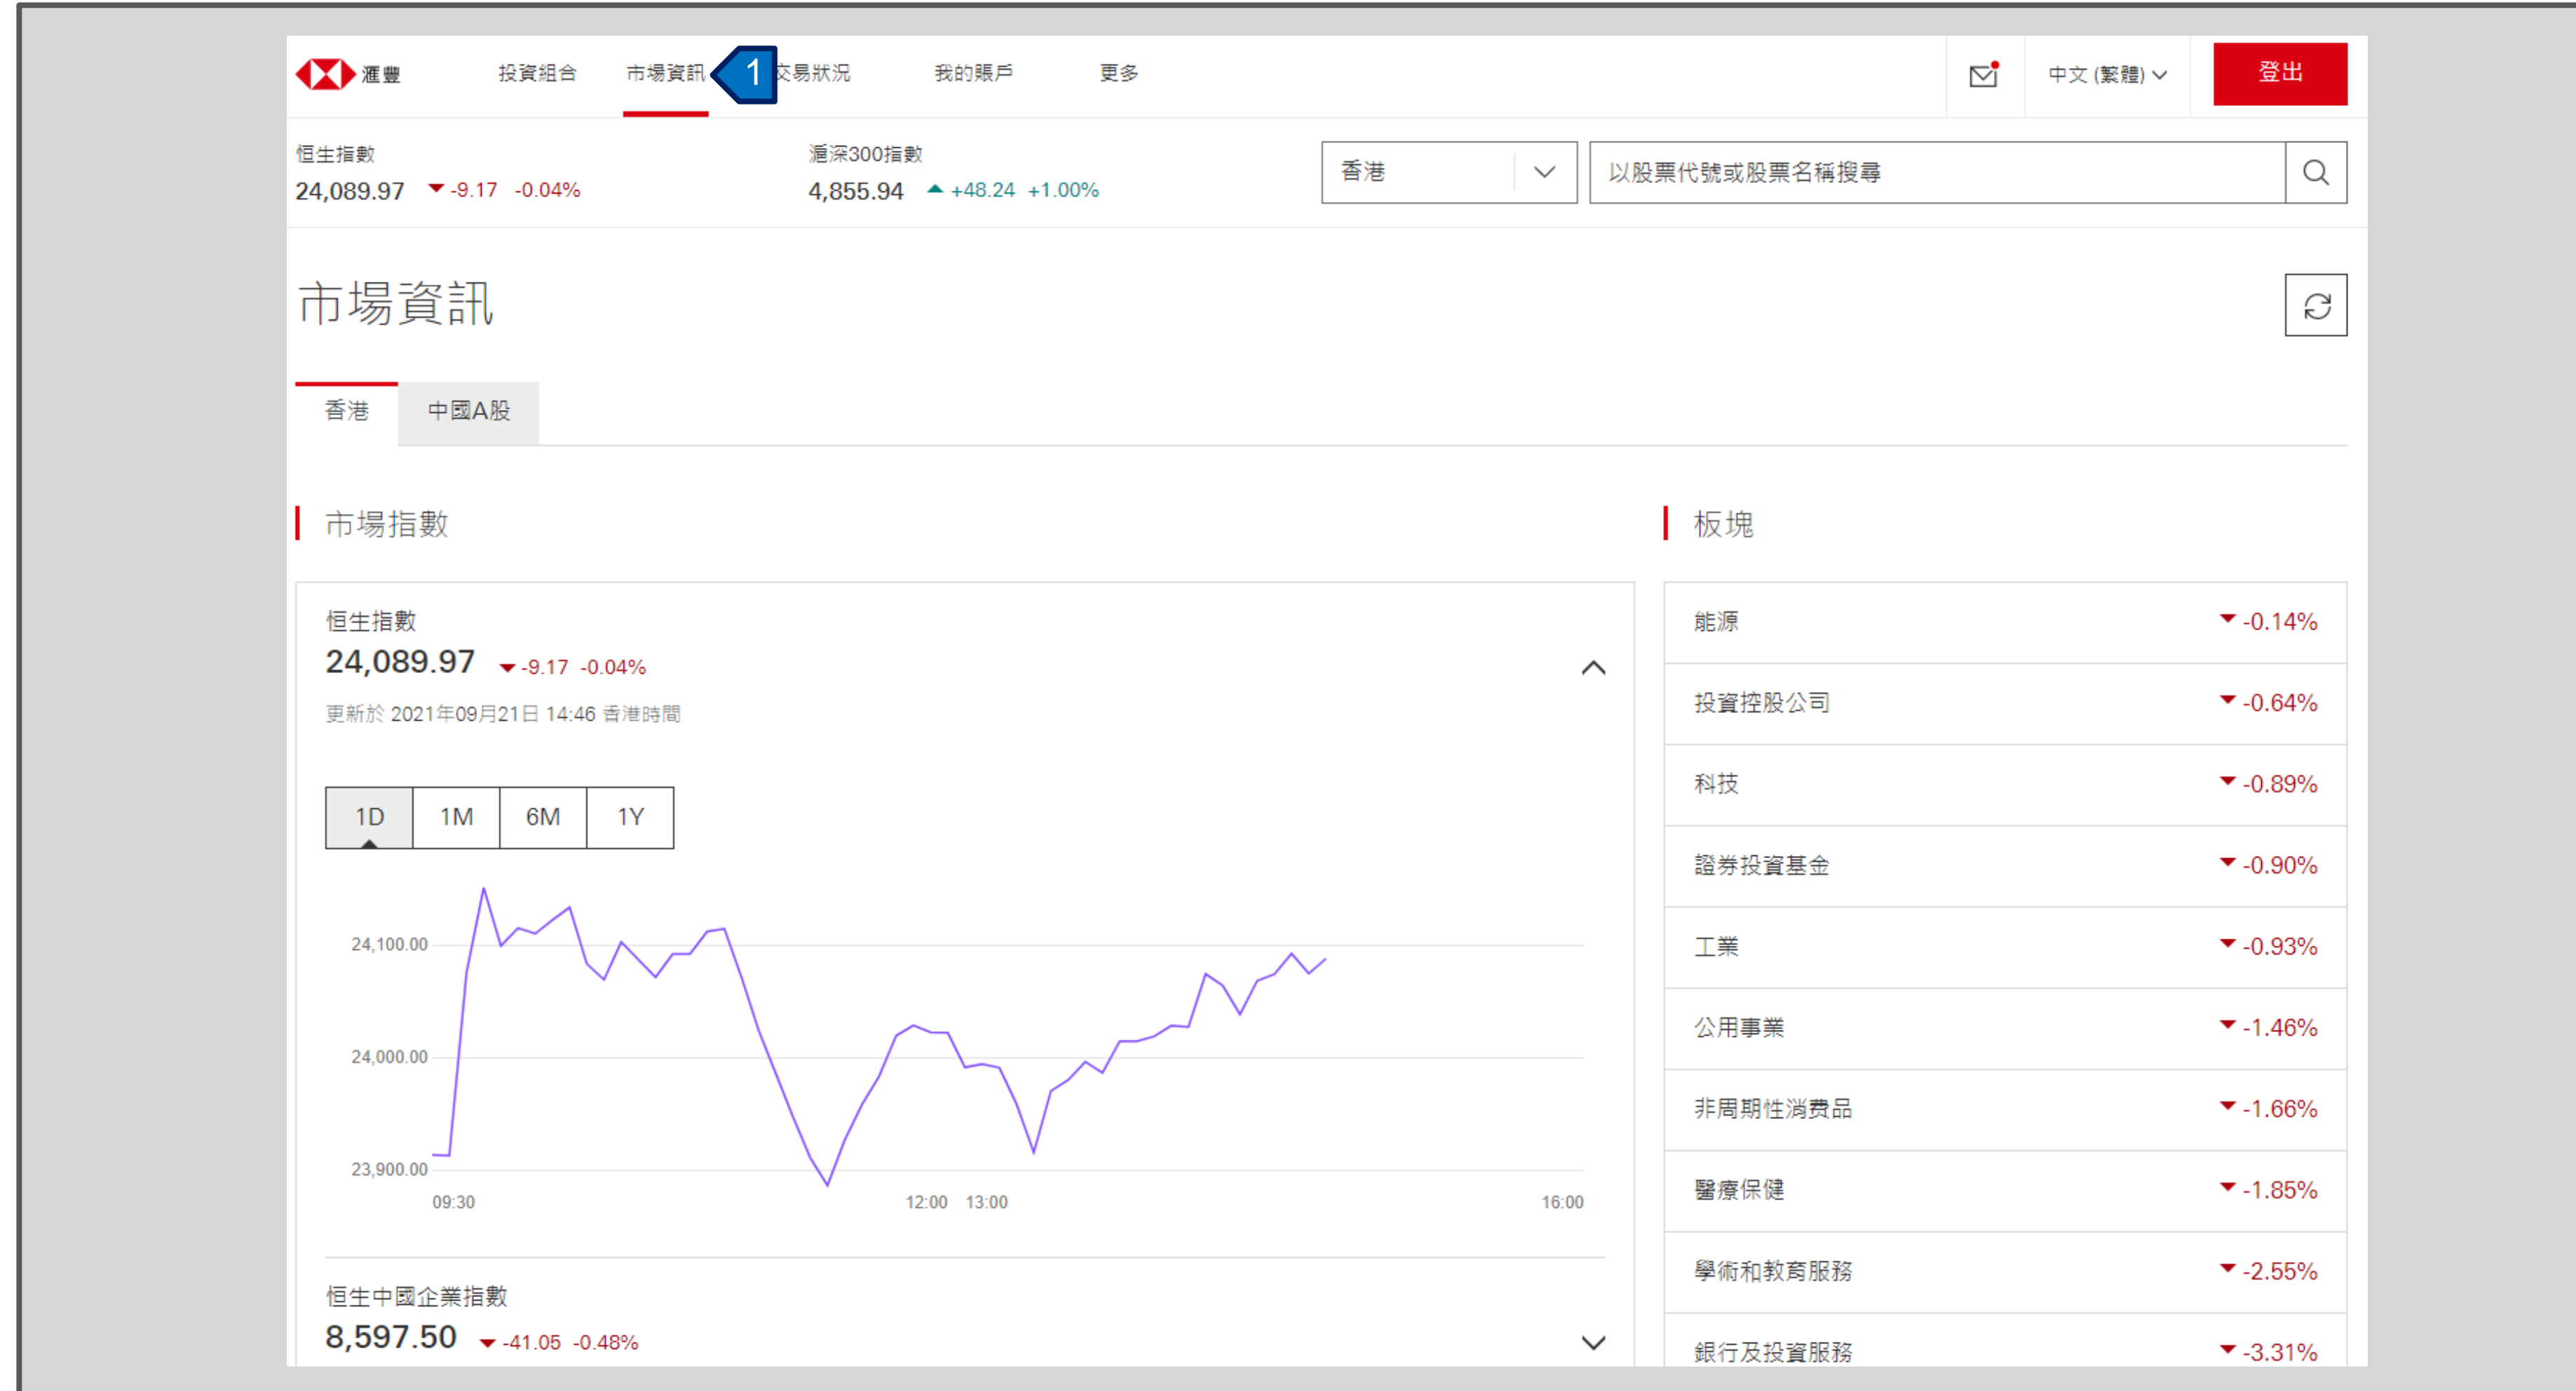 滙豐 投資組合 市場資訊 1 交易狀況 我的賬戶 更多 中文 (繁體) 登出
恒生指數 滬深300指數
24,089.97 -9.17 -0.04% 4,855.94 +48.24 +1.00% 香港 以股票代號或股票名稱搜尋
市場資訊
香港 中國A股
市場指數 板塊
恒生指數
24,089.97 -9.17 -0.04%
更新於 2021年09月21日 14:46 香港時間
1D 1M 6M 1Y
24,100.00
24,000.00
23,900.00
09:30 12:00 13:00 16:00
恒生中國企業指數
8,597.50 -41.05 -0.48%
能源 -0.14%
投資控股公司 -0.64%
科技 -0.89%
證券投資基金 -0.90%
工業 -0.93%
公用事業 -1.46%
非周期性消费品 -1.66%
醫療保健 -1.85%
學術和教育服務 -2.55%
銀行及投資服務 -3.31%